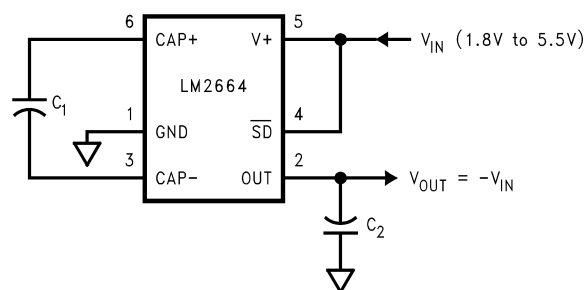 6
5
CAP+
V+
V_IN (1.8V to 5.5V)
LM2664
C_1
1
4
GND
S̅D̅
3
2
CAP-
OUT
V_OUT = -V_IN
C_2